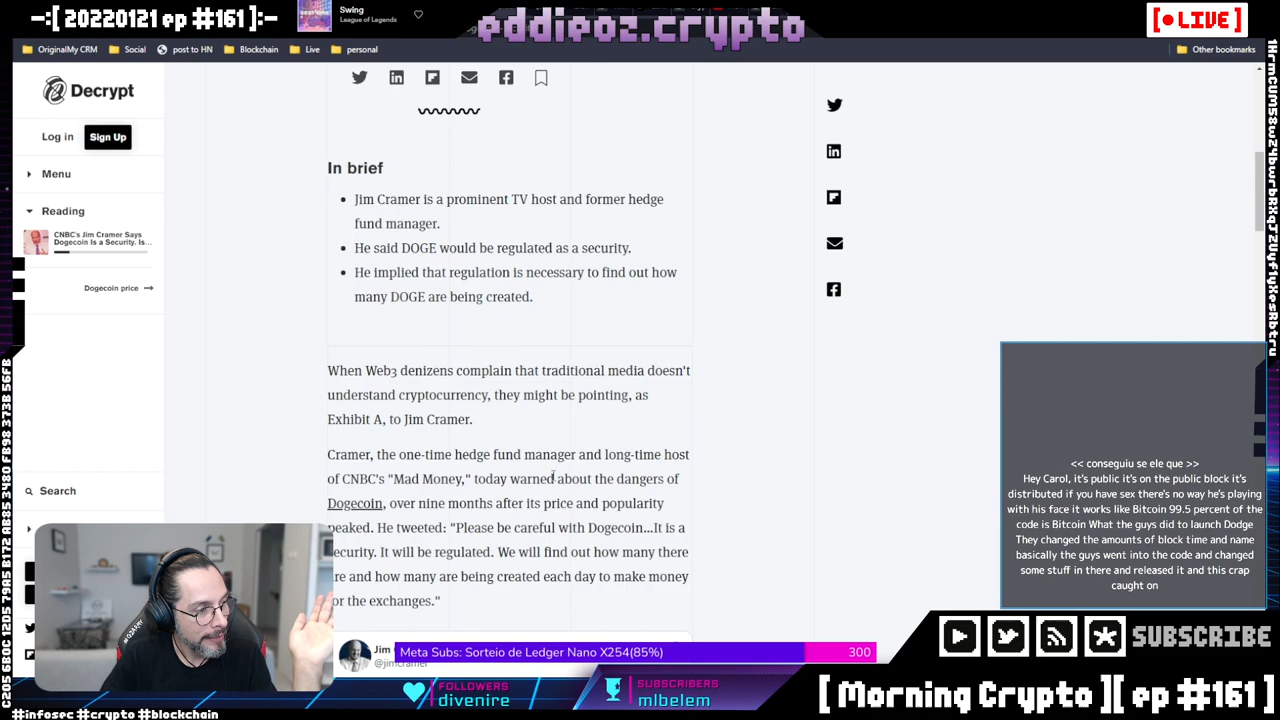 -:[ 20220121 ep #161 ]:-
Swing
League of Legends
eddieoz.crypto
[ ● LIVE ]
OriginalMy CRM
Social
post to HN
Blockchain
Live
personal
Other bookmarks
Decrypt
Log in
Sign Up
Menu
Reading
CNBC's Jim Cramer Says
Dogecoin Is a Security. Is...
Dogecoin price
Search
In brief
Jim Cramer is a prominent TV host and former hedge
fund manager.
He said DOGE would be regulated as a security.
He implied that regulation is necessary to find out how
many DOGE are being created.
When Web3 denizens complain that traditional media doesn't
understand cryptocurrency, they might be pointing, as
Exhibit A, to Jim Cramer.
Cramer, the one-time hedge fund manager and long-time host
of CNBC's "Mad Money," today warned about the dangers of
Dogecoin, over nine months after its price and popularity
peaked. He tweeted: "Please be careful with Dogecoin...It is a
ecurity. It will be regulated. We will find out how many there
re and how many are being created each day to make money
or the exchanges."
Jim
@jimcramer
<< conseguiu se ele que >>
Hey Carol, it's public it's on the public block it's
distributed if you have sex there's no way he's playing
with his face it works like Bitcoin 99.5 percent of the
code is Bitcoin What the guys did to launch Dodge
They changed the amounts of block time and name
basically the guys went into the code and changed
some stuff in there and released it and this crap
caught on
Meta Subs: Sorteio de Ledger Nano X254(85%)
300
FOLLOWERS
divenire
SUBSCRIBERS
mlbelem
SUBSCRIBE
[ Morning Crypto ][ ep #161 ]
#infosec #crypto #blockchain